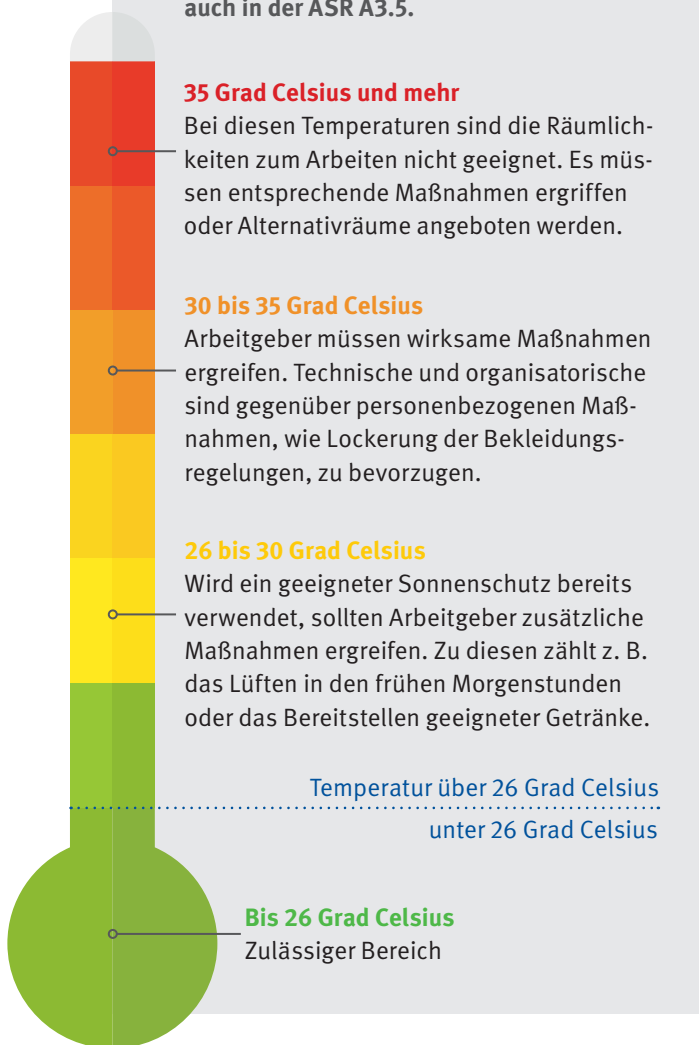 auch in der ASR A3.5.
35 Grad Celsius und mehr
Bei diesen Temperaturen sind die Räumlich-
keiten zum Arbeiten nicht geeignet. Es müs-
sen entsprechende Maßnahmen ergriffen
oder Alternativräume angeboten werden.
30 bis 35 Grad Celsius
Arbeitgeber müssen wirksame Maßnahmen
ergreifen. Technische und organisatorische
sind gegenüber personenbezogenen Maß-
nahmen, wie Lockerung der Bekleidungs-
regelungen, zu bevorzugen.
26 bis 30 Grad Celsius
Wird ein geeigneter Sonnenschutz bereits
verwendet, sollten Arbeitgeber zusätzliche
Maßnahmen ergreifen. Zu diesen zählt z. B.
das Lüften in den frühen Morgenstunden
oder das Bereitstellen geeigneter Getränke.
Temperatur über 26 Grad Celsius
unter 26 Grad Celsius
Bis 26 Grad Celsius
Zulässiger Bereich